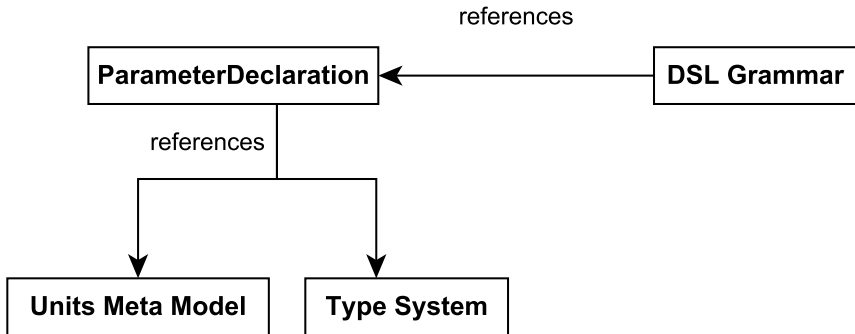 references
ParameterDeclaration
DSL Grammar
references
Units Meta Model
Type System